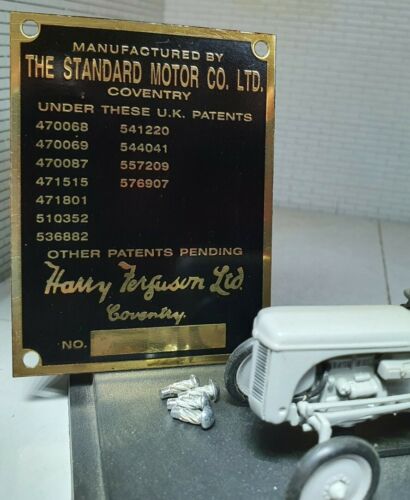 MANUFACTURED BY
THE STANDARD MOTOR CO. LTD.
COVENTRY
UNDER THESE U.K. PATENTS
470068 541220
470069 544041
470087 557209
471515 576907
471801
510352
536882
OTHER PATENTS PENDING
Harry Ferguson Ltd.
Coventry.
NO.